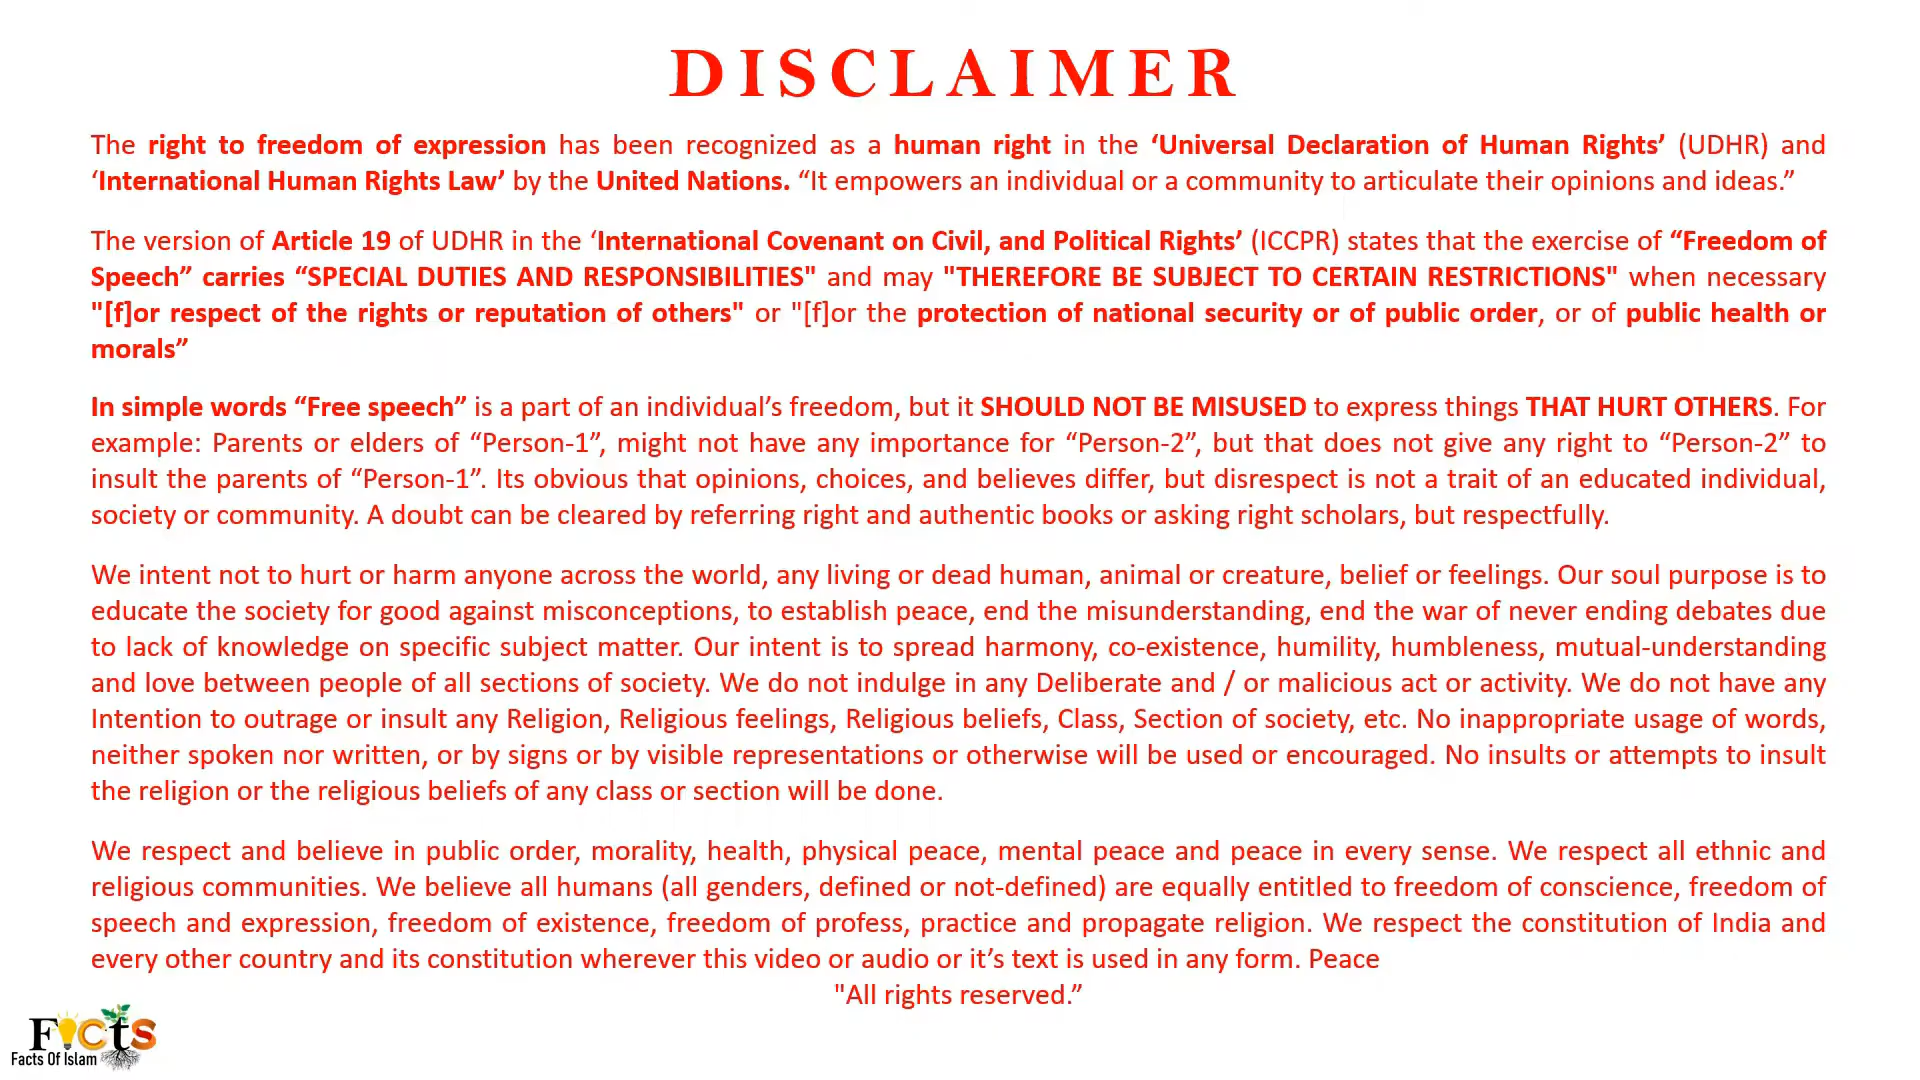 DISCLAIMER
The right to freedom of expression has been recognized as a human right in the ‘Universal Declaration of Human Rights’ (UDHR) and
‘International Human Rights Law’ by the United Nations. “It empowers an individual or a community to articulate their opinions and ideas.”
The version of Article 19 of UDHR in the ‘International Covenant on Civil, and Political Rights’ (ICCPR) states that the exercise of “Freedom of
Speech” carries “SPECIAL DUTIES AND RESPONSIBILITIES" and may "THEREFORE BE SUBJECT TO CERTAIN RESTRICTIONS" when necessary
"[f]or respect of the rights or reputation of others" or "[f]or the protection of national security or of public order, or of public health or
morals”
In simple words “Free speech” is a part of an individual’s freedom, but it SHOULD NOT BE MISUSED to express things THAT HURT OTHERS. For
example: Parents or elders of “Person-1”, might not have any importance for “Person-2”, but that does not give any right to “Person-2” to
insult the parents of “Person-1”. Its obvious that opinions, choices, and believes differ, but disrespect is not a trait of an educated individual,
society or community. A doubt can be cleared by referring right and authentic books or asking right scholars, but respectfully.
We intent not to hurt or harm anyone across the world, any living or dead human, animal or creature, belief or feelings. Our soul purpose is to
educate the society for good against misconceptions, to establish peace, end the misunderstanding, end the war of never ending debates due
to lack of knowledge on specific subject matter. Our intent is to spread harmony, co-existence, humility, humbleness, mutual-understanding
and love between people of all sections of society. We do not indulge in any Deliberate and / or malicious act or activity. We do not have any
Intention to outrage or insult any Religion, Religious feelings, Religious beliefs, Class, Section of society, etc. No inappropriate usage of words,
neither spoken nor written, or by signs or by visible representations or otherwise will be used or encouraged. No insults or attempts to insult
the religion or the religious beliefs of any class or section will be done.
We respect and believe in public order, morality, health, physical peace, mental peace and peace in every sense. We respect all ethnic and
religious communities. We believe all humans (all genders, defined or not-defined) are equally entitled to freedom of conscience, freedom of
speech and expression, freedom of existence, freedom of profess, practice and propagate religion. We respect the constitution of India and
every other country and its constitution wherever this video or audio or it’s text is used in any form. Peace
"All rights reserved.”
Facts
Facts Of Islam